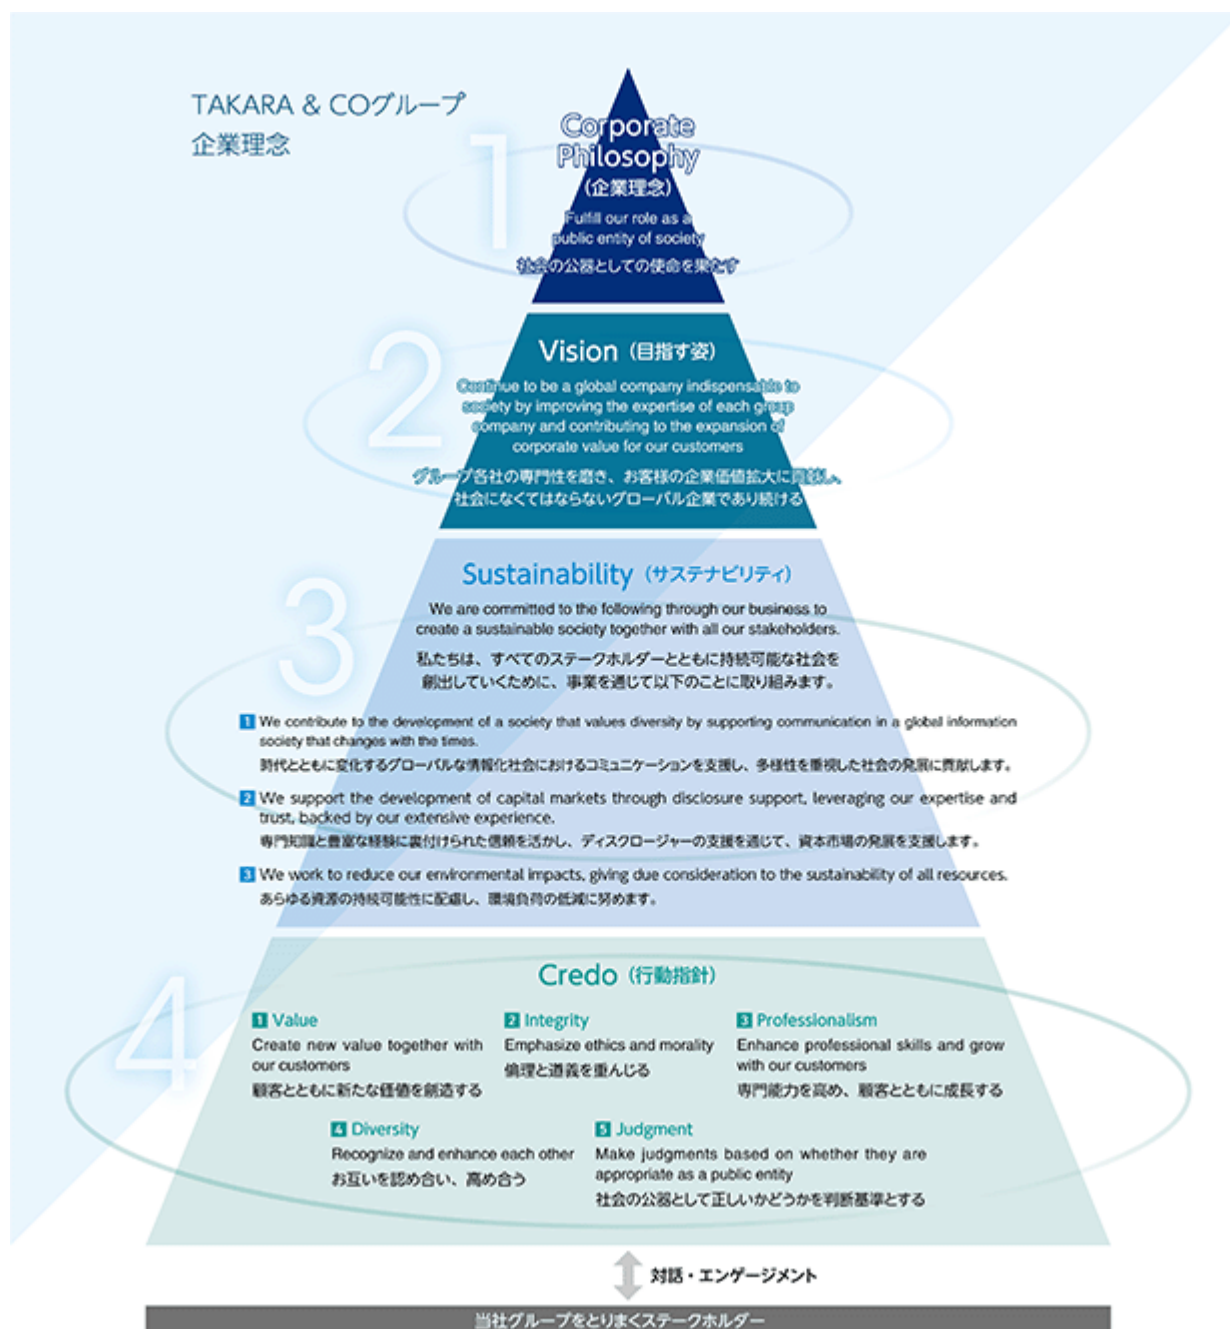 TAKARA & COグループ
企業理念
1
Corporate
Philosophy
(企業理念)
Fulfill our role as a
public entity of society
社会の公器としての使命を果たす
2
Vision (目指す姿)
Continue to be a global company indispensable to
society by improving the expertise of each group
company and contributing to the expansion of
corporate value for our customers
グループ各社の専門性を磨き、お客様の企業価値拡大に貢献し、
社会になくてはならないグローバル企業であり続ける
3
Sustainability (サステナビリティ)
We are committed to the following through our business to
create a sustainable society together with all our stakeholders.
私たちは、すべてのステークホルダーとともに持続可能な社会を
創出していくために、事業を通じて以下のことに取り組みます。
1 We contribute to the development of a society that values diversity by supporting communication in a global information
society that changes with the times.
時代とともに変化するグローバルな情報化社会におけるコミュニケーションを支援し、多様性を重視した社会の発展に貢献します。
2 We support the development of capital markets through disclosure support, leveraging our expertise and
trust, backed by our extensive experience.
専門知識と豊富な経験に裏付けられた信頼を活かし、ディスクロージャーの支援を通じて、資本市場の発展を支援します。
3 We work to reduce our environmental impacts, giving due consideration to the sustainability of all resources.
あらゆる資源の持続可能性に配慮し、環境負荷の低減に努めます。
4
Credo (行動指針)
1 Value
Create new value together with
our customers
顧客とともに新たな価値を創造する
2 Integrity
Emphasize ethics and morality
倫理と道義を重んじる
3 Professionalism
Enhance professional skills and grow
with our customers
専門能力を高め、顧客とともに成長する
4 Diversity
Recognize and enhance each other
お互いを認め合い、高め合う
5 Judgment
Make judgments based on whether they are
appropriate as a public entity
社会の公器として正しいかどうかを判断基準とする
対話・エンゲージメント
当社グループをとりまくステークホルダー